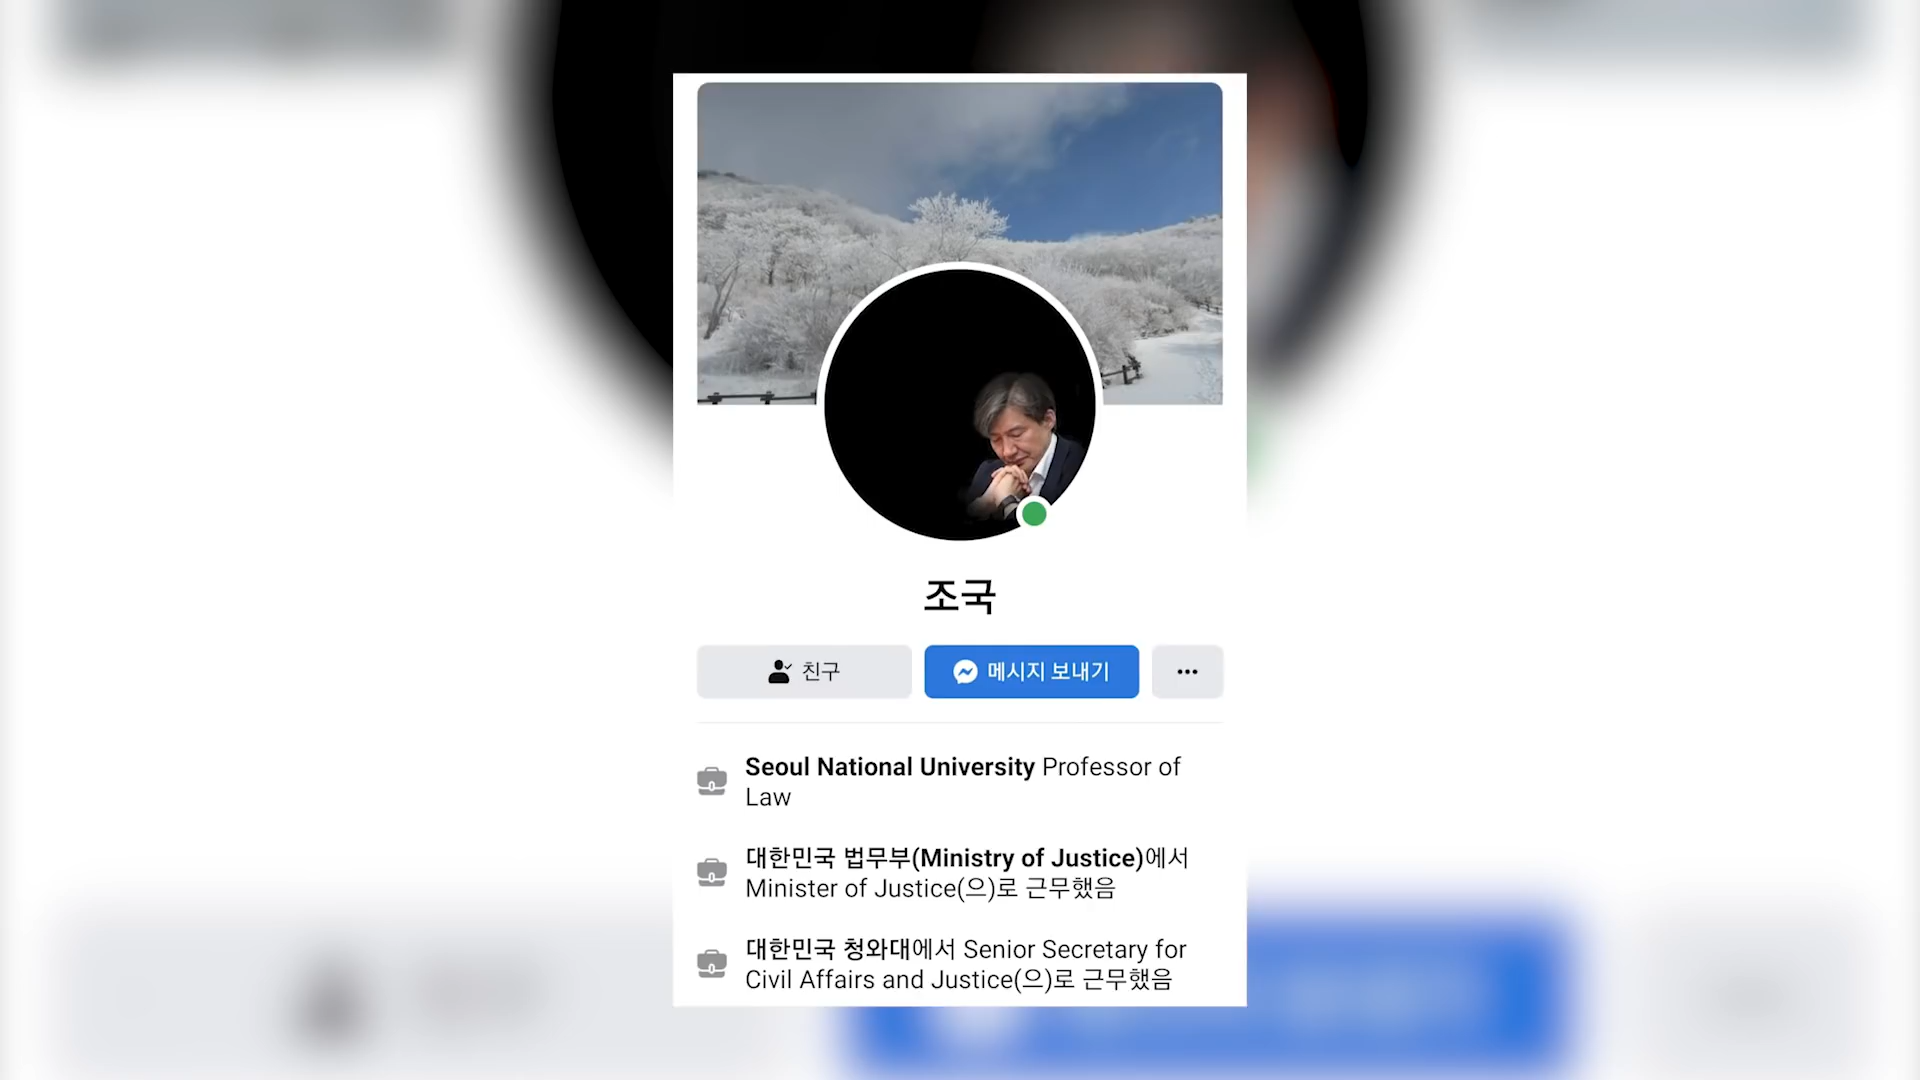 조국
친구
메시지 보내기
Seoul National University Professor of
Law
대한민국 법무부(Ministry of Justice)에서
Minister of Justice(으)로 근무했음
대한민국 청와대에서 Senior Secretary for
Civil Affairs and Justice(으)로 근무했음